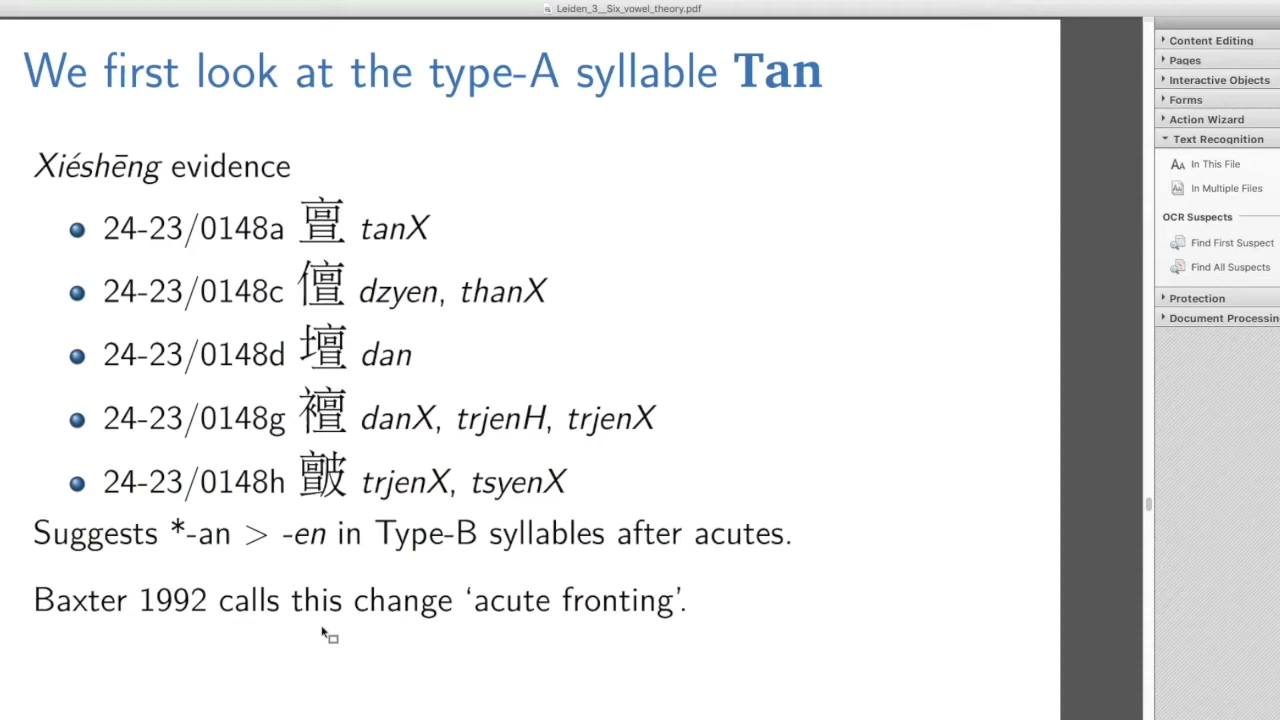 Leiden_3__Six_vowel_theory.pdf
We first look at the type-A syllable Tan
Xiéshēng evidence
24-23/0148a 亶 tanX
24-23/0148c 儃 dzyen, thanX
24-23/0148d 壇 dan
24-23/0148g 襢 danX, trjenH, trjenX
24-23/0148h 皽 trjenX, tsyenX
Suggests *-an > -en in Type-B syllables after acutes.
Baxter 1992 calls this change ‘acute fronting’.
Content Editing
Pages
Interactive Objects
Forms
Action Wizard
Text Recognition
In This File
In Multiple Files
OCR Suspects
Find First Suspect
Find All Suspects
Protection
Document Processin